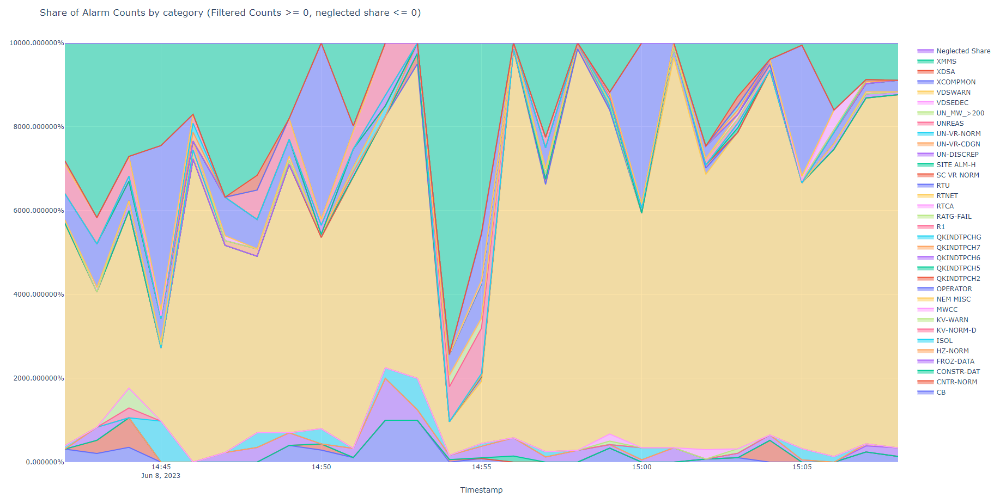 Share of Alarm Counts by category (Filtered Counts >= 0, neglected share <= 0)
10000.000000%
8000.000000%
6000.000000%
4000.000000%
2000.000000%
0.000000%
14:45
Jun 8, 2023
14:50
14:55
15:00
15:05
Timestamp
Neglected Share
XMMS
XDSA
XCOMPMON
VDSWARN
VDSEDEC
UN_MW_>200
UNREAS
UN-VR-NORM
UN-VR-CDGN
UN-DISCREP
SITE ALM-H
SC VR NORM
RTU
RTNET
RTCA
RATG-FAIL
R1
QKINDTPCHG
QKINDTPCH7
QKINDTPCH6
QKINDTPCH5
QKINDTPCH2
OPERATOR
NEM MISC
MWCC
KV-WARN
KV-NORM-D
ISOL
HZ-NORM
FROZ-DATA
CONSTR-DAT
CNTR-NORM
CB